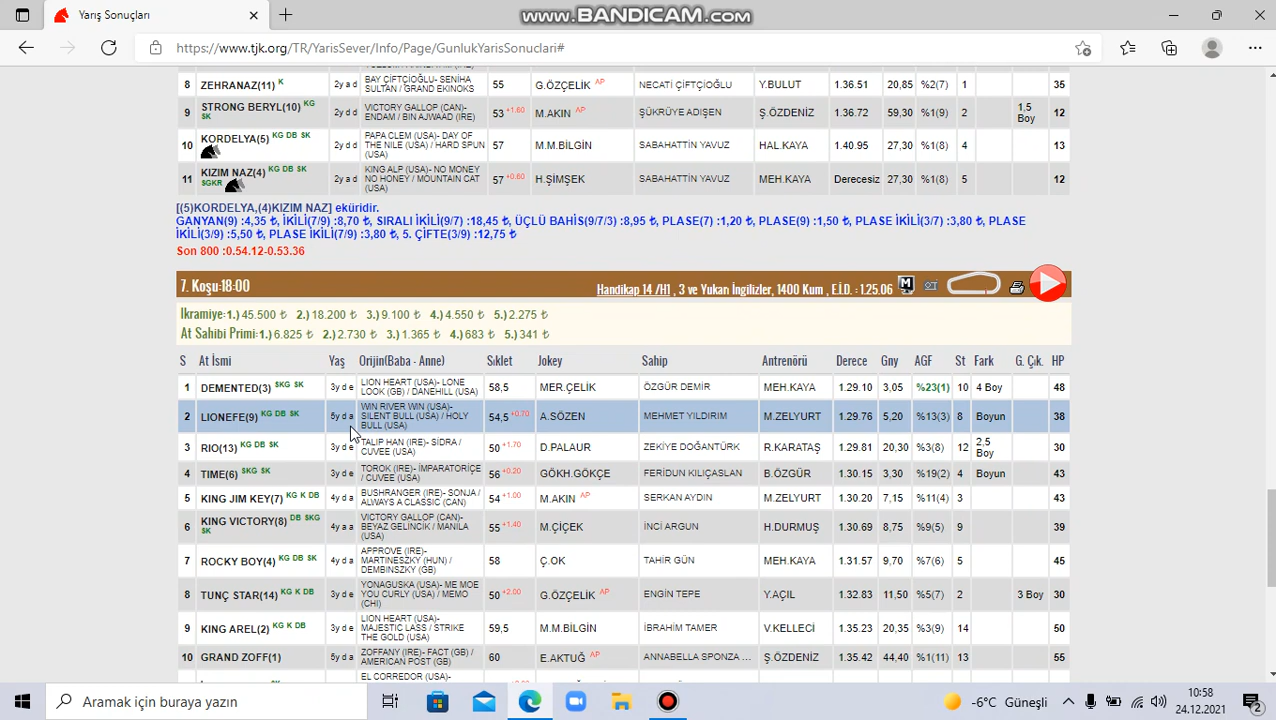 www.BANDICAM.com
Yarış Sonuçları
https://www.tjk.org/TR/YarisSever/Info/Page/GunlukYarisSonuclari#
8 ZEHRANAZ(11) K 2y a d BAY ÇİFTÇİOĞLU- SENİHA SULTAN / GRAND EKINOKS 55 G.ÖZÇELİK AP NECATİ ÇİFTÇİOĞLU Y.BULUT 1.36.51 20,85 %2(7) 1 35
9 STRONG BERYL(10) KG SK 2y d d VICTORY GALLOP (CAN)- ENDAM / BIN AJWAAD (IRE) 53 +1.60 M.AKIN AP ŞÜKRÜYE ADIŞEN Ş.ÖZDENİZ 1.36.72 59,30 %1(9) 2 1,5 Boy 12
10 KORDELYA(5) KG DB SK 2y d d PAPA CLEM (USA)- DAY OF THE NILE (USA) / HARD SPUN (USA) 57 M.M.BİLGİN SABAHATTİN YAVUZ HAL.KAYA 1.40.95 27,30 %1(8) 4 13
11 KIZIM NAZ(4) KG DB SK SGKR 2y a d KING ALP (USA)- NO MONEY NO HONEY / MOUNTAIN CAT (USA) 57 +0.60 H.ŞİMŞEK SABAHATTİN YAVUZ MEH.KAYA Derecesiz 27,30 %1(8) 5 12
[(5)KORDELYA,(4)KIZIM NAZ] eküridir.
GANYAN(9) :4,35 ₺, İKİLİ(7/9) :8,70 ₺, SIRALI İKİLİ(9/7) :18,45 ₺, ÜÇLÜ BAHİS(9/7/3) :8,95 ₺, PLASE(7) :1,20 ₺, PLASE(9) :1,50 ₺, PLASE İKİLİ(3/7) :3,80 ₺, PLASE
İKİLİ(3/9) :5,50 ₺, PLASE İKİLİ(7/9) :3,80 ₺, 5. ÇİFTE(3/9) :12,75 ₺
Son 800 :0.54.12-0.53.36
7. Koşu:18:00 Handikap 14 /H1 , 3 ve Yukarı İngilizler, 1400 Kum , E.İ.D. : 1.25.06
Ikramiye:1.) 45.500 ₺ 2.) 18.200 ₺ 3.) 9.100 ₺ 4.) 4.550 ₺ 5.) 2.275 ₺
At Sahibi Primi:1.) 6.825 ₺ 2.) 2.730 ₺ 3.) 1.365 ₺ 4.) 683 ₺ 5.) 341 ₺
S At İsmi Yaş Orijin(Baba - Anne) Sıklet Jokey Sahip Antrenörü Derece Gny AGF St Fark G. Çık. HP
1 DEMENTED(3) SKG SK 3y d e LION HEART (USA)- LONE LOOK (GB) / DANEHILL (USA) 58,5 MER.ÇELİK ÖZGÜR DEMİR MEH.KAYA 1.29.10 3,05 %23(1) 10 4 Boy 48
2 LIONEFE(9) KG DB SK 5y d a WIN RIVER WIN (USA)- SILENT BULL (USA) / HOLY BULL (USA) 54,5 +0.70 A.SÖZEN MEHMET YILDIRIM M.ZELYURT 1.29.76 5,20 %13(3) 8 Boyun 38
3 RIO(13) KG DB SK 3y d e TALIP HAN (IRE)- SİDRA / CUVEE (USA) 50 +1.70 D.PALAUR ZEKİYE DOĞANTÜRK R.KARATAŞ 1.29.81 20,30 %3(8) 12 2,5 Boy 30
4 TIME(6) SKG SK 3y d e TOROK (IRE)- İMPARATORİÇE / CUVEE (USA) 56 +0.20 GÖKH.GÖKÇE FERİDUN KILIÇASLAN B.ÖZGÜR 1.30.15 3,30 %19(2) 4 Boyun 43
5 KING JIM KEY(7) KG K DB 4y d a BUSHRANGER (IRE)- SONJA / ALWAYS A CLASSIC (CAN) 54 +1.00 M.AKIN AP SERKAN AYDIN M.ZELYURT 1.30.20 7,15 %11(4) 3 43
6 KING VICTORY(8) DB SKG SK 4y a a VICTORY GALLOP (CAN)- BEYAZ GELİNCİK / MANILA (USA) 55 +1.40 M.ÇİÇEK İNCİ ARGUN H.DURMUŞ 1.30.69 8,75 %9(5) 9 39
7 ROCKY BOY(4) KG DB SK 4y d a APPROVE (IRE)- MARTINESZKY (HUN) / DEMBINSZKY (GB) 58 Ç.OK TAHİR GÜN MEH.KAYA 1.31.57 9,70 %7(6) 5 45
8 TUNÇ STAR(14) KG K DB 3y d e YONAGUSKA (USA)- ME MOE YOU CURLY (USA) / MEMO (CHI) 50 +2.00 G.ÖZÇELİK AP ENGİN TEPE Y.AÇIL 1.32.83 11,50 %5(7) 2 3 Boy 30
9 KING AREL(2) KG K DB 3y d e LION HEART (USA)- MAJESTIC LASS / STRIKE THE GOLD (USA) 59,5 M.M.BİLGİN İBRAHİM TAMER V.KELLECİ 1.35.23 20,35 %3(9) 14 50
10 GRAND ZOFF(1) 5y d a ZOFFANY (IRE)- FACT (GB) / AMERICAN POST (GB) 60 E.AKTUĞ AP ANNABELLA SPONZA ... Ş.ÖZDENİZ 1.35.42 44,40 %1(11) 13 55
EL CORREDOR (USA)-
Aramak için buraya yazın
-6°C Güneşli
10:58
24.12.2021
2